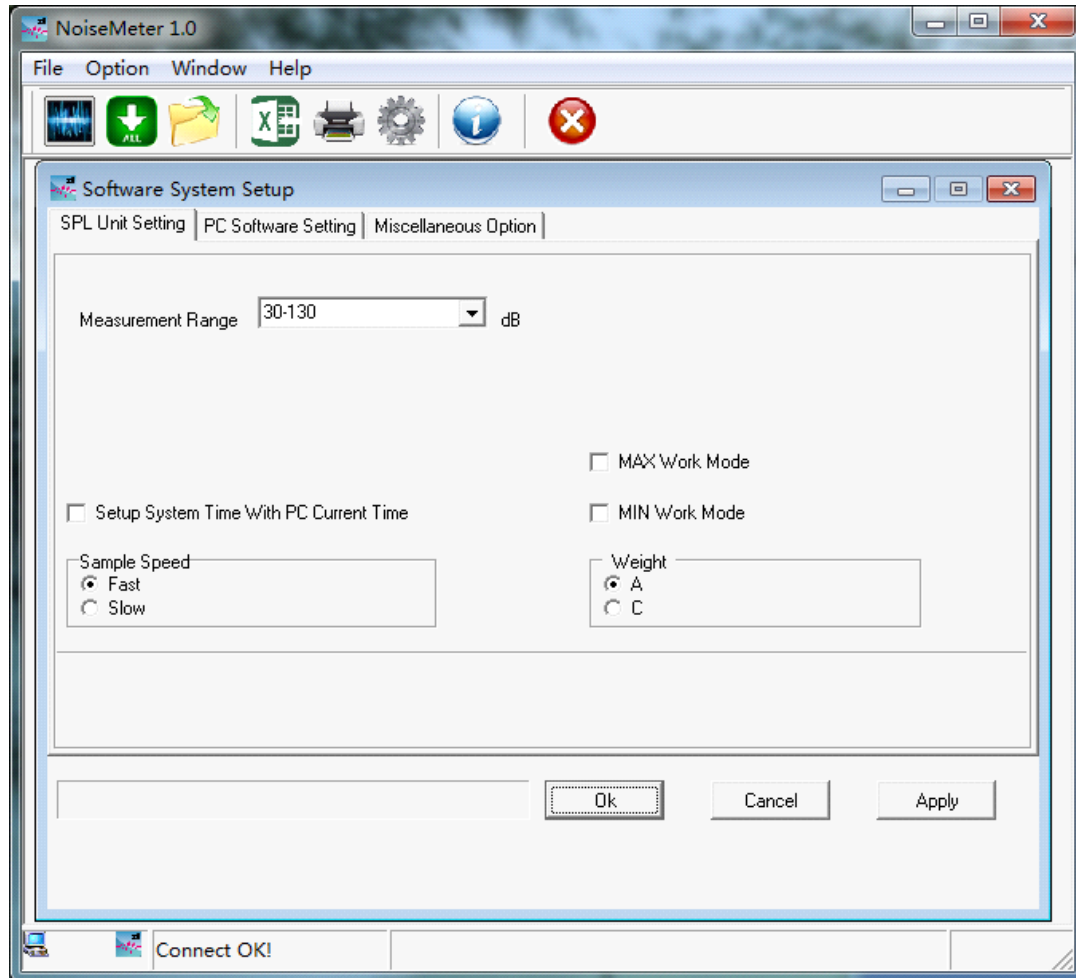 NoiseMeter 1.0
File Option Window Help
ALL
Software System Setup
SPL Unit Setting PC Software Setting Miscellaneous Option
Measurement Range 30-130 dB
MAX Work Mode
Setup System Time With PC Current Time MIN Work Mode
Sample Speed Weight
Fast A
Slow C
Ok Cancel Apply
Connect OK!